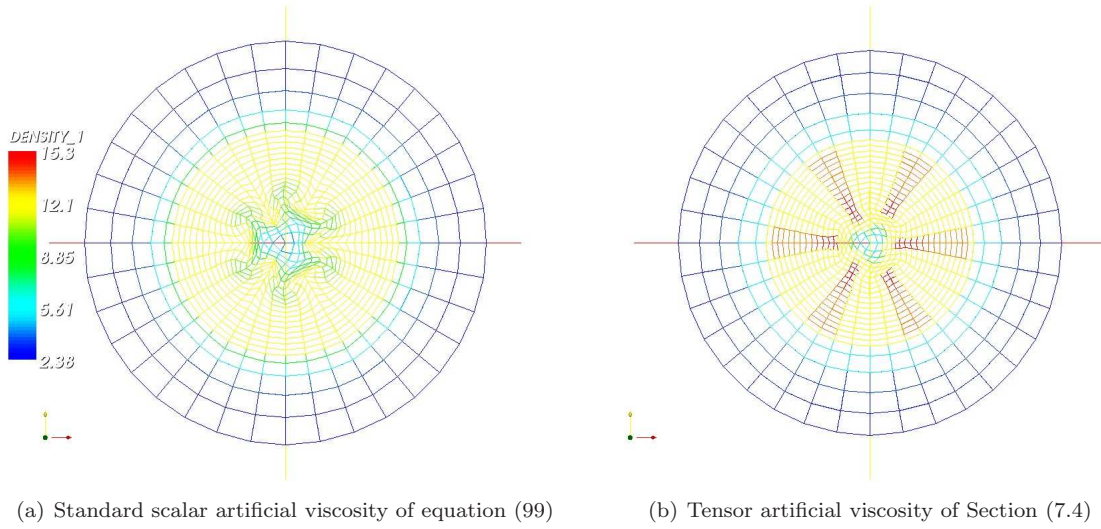 DENSITY_1
15.3
12.1
8.85
5.61
2.38
(a) Standard scalar artificial viscosity of equation (99)
(b) Tensor artificial viscosity of Section (7.4)